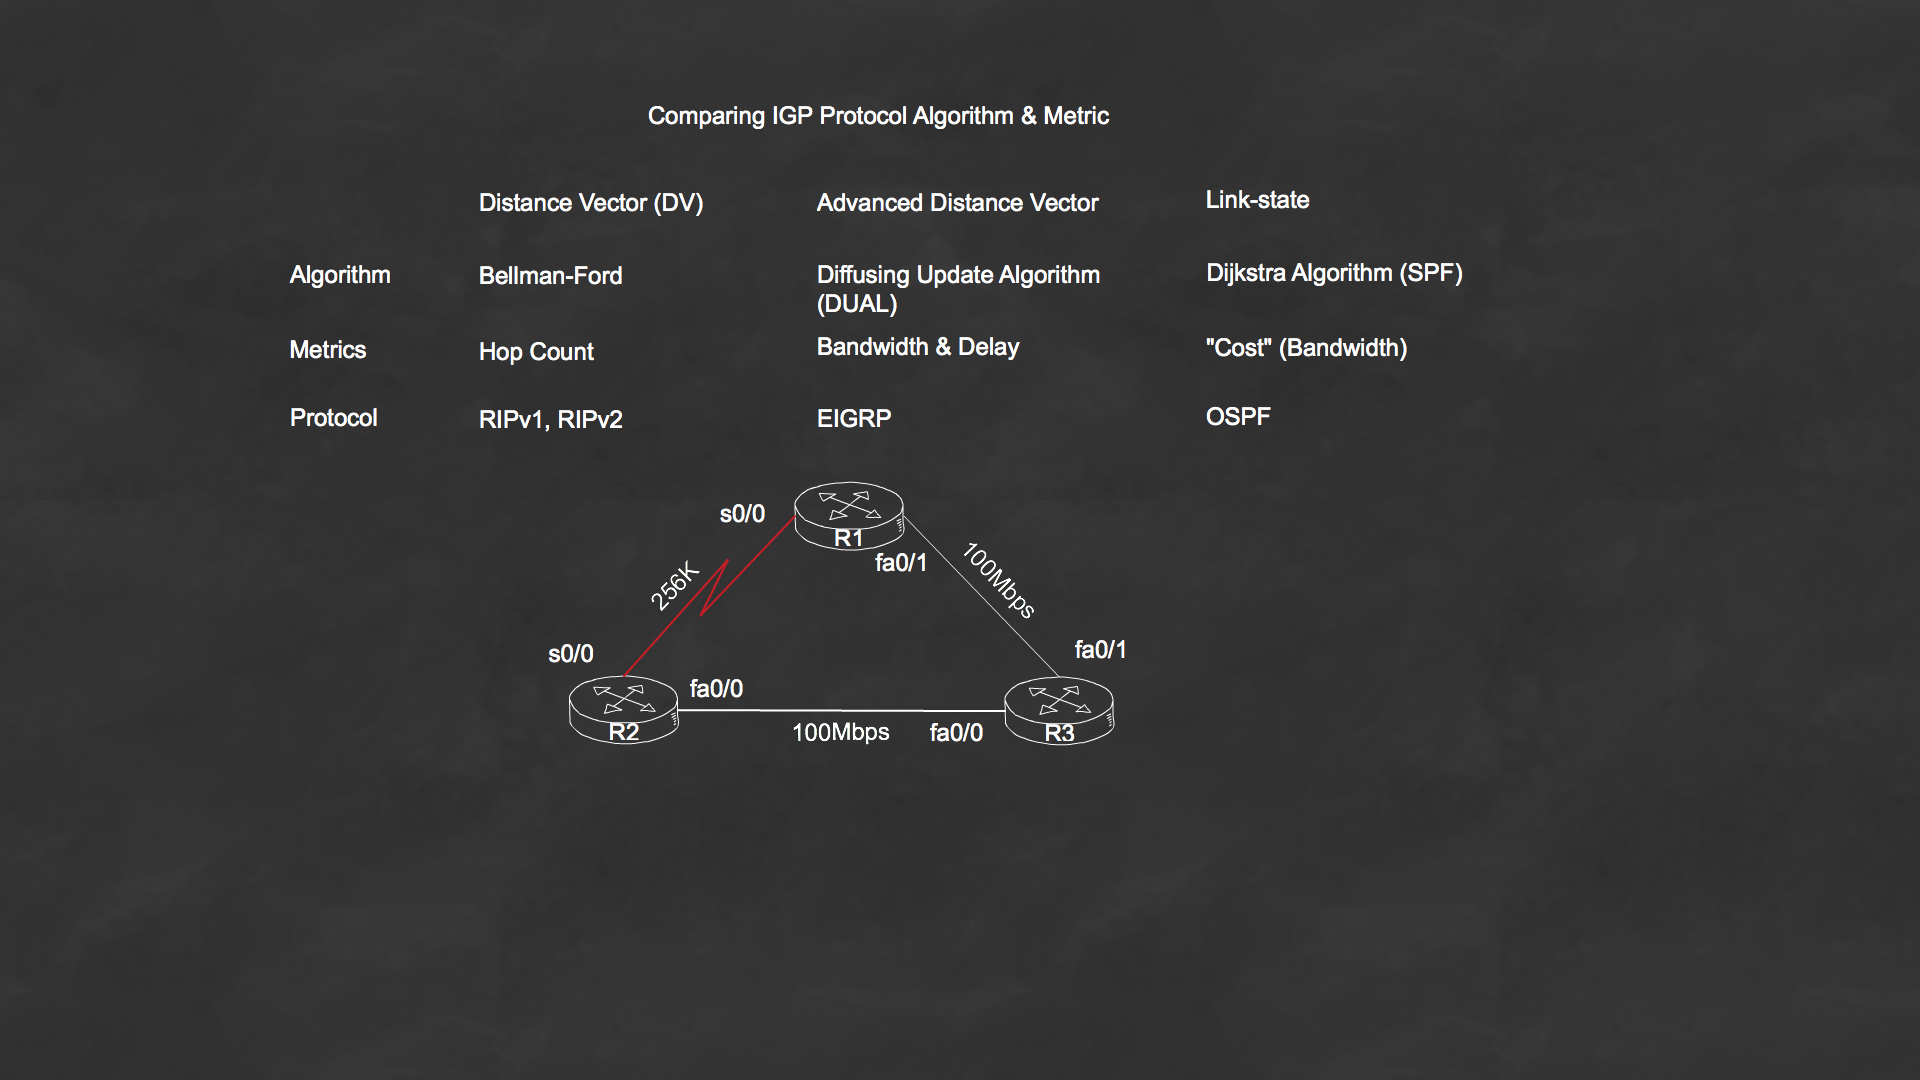 Comparing IGP Protocol Algorithm & Metric
Distance Vector (DV)
Advanced Distance Vector
Link-state
Algorithm
Bellman-Ford
Diffusing Update Algorithm
(DUAL)
Dijkstra Algorithm (SPF)
Metrics
Hop Count
Bandwidth & Delay
"Cost" (Bandwidth)
Protocol
RIPv1, RIPv2
EIGRP
OSPF
s0/0
R1
fa0/1
256K
100Mbps
s0/0
fa0/1
fa0/0
R2
100Mbps
fa0/0
R3